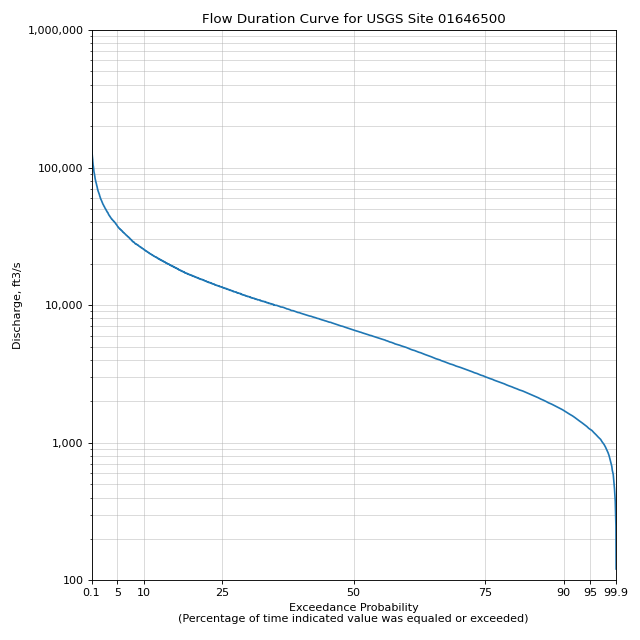 Flow Duration Curve for USGS Site 01646500
1,000,000
100,000
10,000
1,000
100
Discharge, ft3/s
0.1 5 10 25 50 75 90 95 99.9
Exceedance Probability
(Percentage of time indicated value was equaled or exceeded)